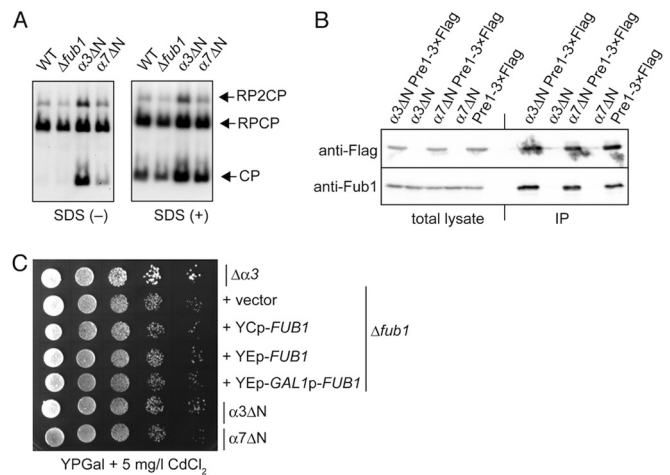 A
WT
Δfub1
α3ΔN
α7ΔN
WT
Δfub1
α3ΔN
α7ΔN
RP2CP
RPCP
CP
SDS (–)
SDS (+)
B
α3ΔN Pre1-3×Flag
α3ΔN
α7ΔN Pre1-3×Flag
α7ΔN
Pre1-3×Flag
α3ΔN Pre1-3×Flag
α3ΔN
α7ΔN Pre1-3×Flag
α7ΔN
Pre1-3×Flag
anti-Flag
anti-Fub1
total lysate
IP
C
Δα3
+ vector
+ YCp-FUB1
+ YEp-FUB1
+ YEp-GAL1p-FUB1
Δfub1
α3ΔN
α7ΔN
YPGal + 5 mg/l CdCl₂